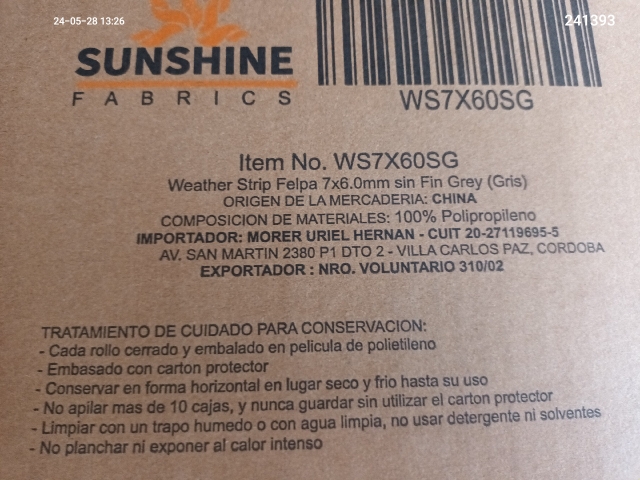 24-05-28 13:26
241393
SUNSHINE
FABRICS
WS7X60SG
Item No. WS7X60SG
Weather Strip Felpa 7x6.0mm sin Fin Grey (Gris)
ORIGEN DE LA MERCADERIA: CHINA
COMPOSICION DE MATERIALES: 100% Polipropileno
IMPORTADOR: MORER URIEL HERNAN - CUIT 20-27119695-5
AV. SAN MARTIN 2380 P1 DTO 2 - VILLA CARLOS PAZ, CORDOBA
EXPORTADOR : NRO. VOLUNTARIO 310/02
TRATAMIENTO DE CUIDADO PARA CONSERVACION:
- Cada rollo cerrado y embalado en pelicula de polietileno
- Embasado con carton protector
- Conservar en forma horizontal en lugar seco y frio hasta su uso
- No apilar mas de 10 cajas, y nunca guardar sin utilizar el carton protector
- Limpiar con un trapo humedo o con agua limpia, no usar detergente ni solventes
- No planchar ni exponer al calor intenso